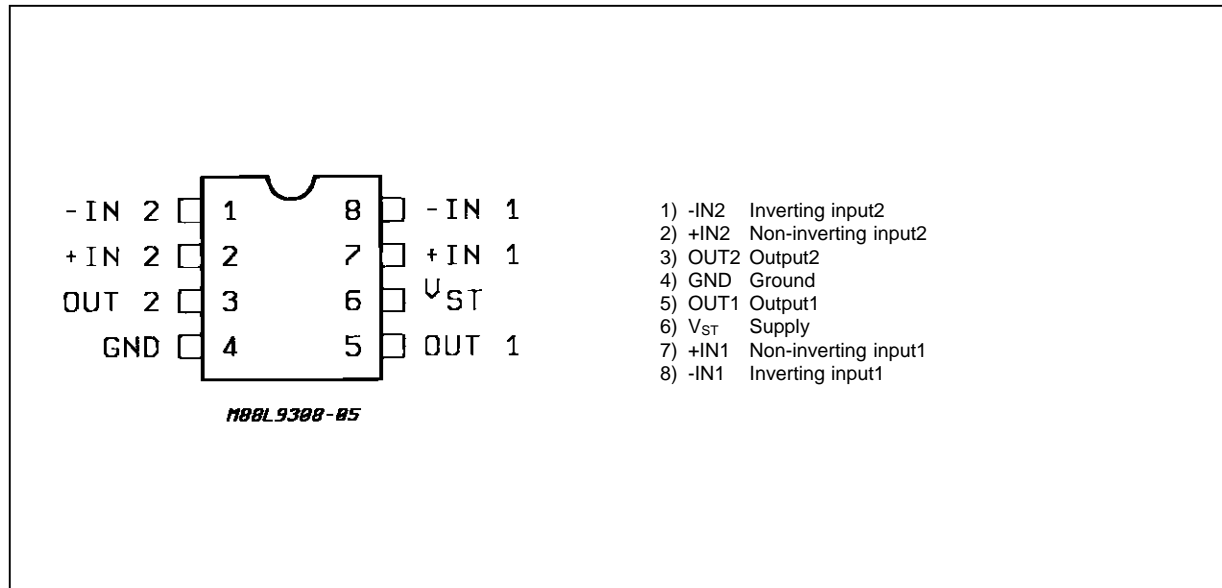 -IN 2 1 8 -IN 1
+IN 2 2 7 +IN 1
OUT 2 3 6 VST
GND 4 5 OUT 1
M88L9308-05
1) -IN2 Inverting input2
2) +IN2 Non-inverting input2
3) OUT2 Output2
4) GND Ground
5) OUT1 Output1
6) VST Supply
7) +IN1 Non-inverting input1
8) -IN1 Inverting input1